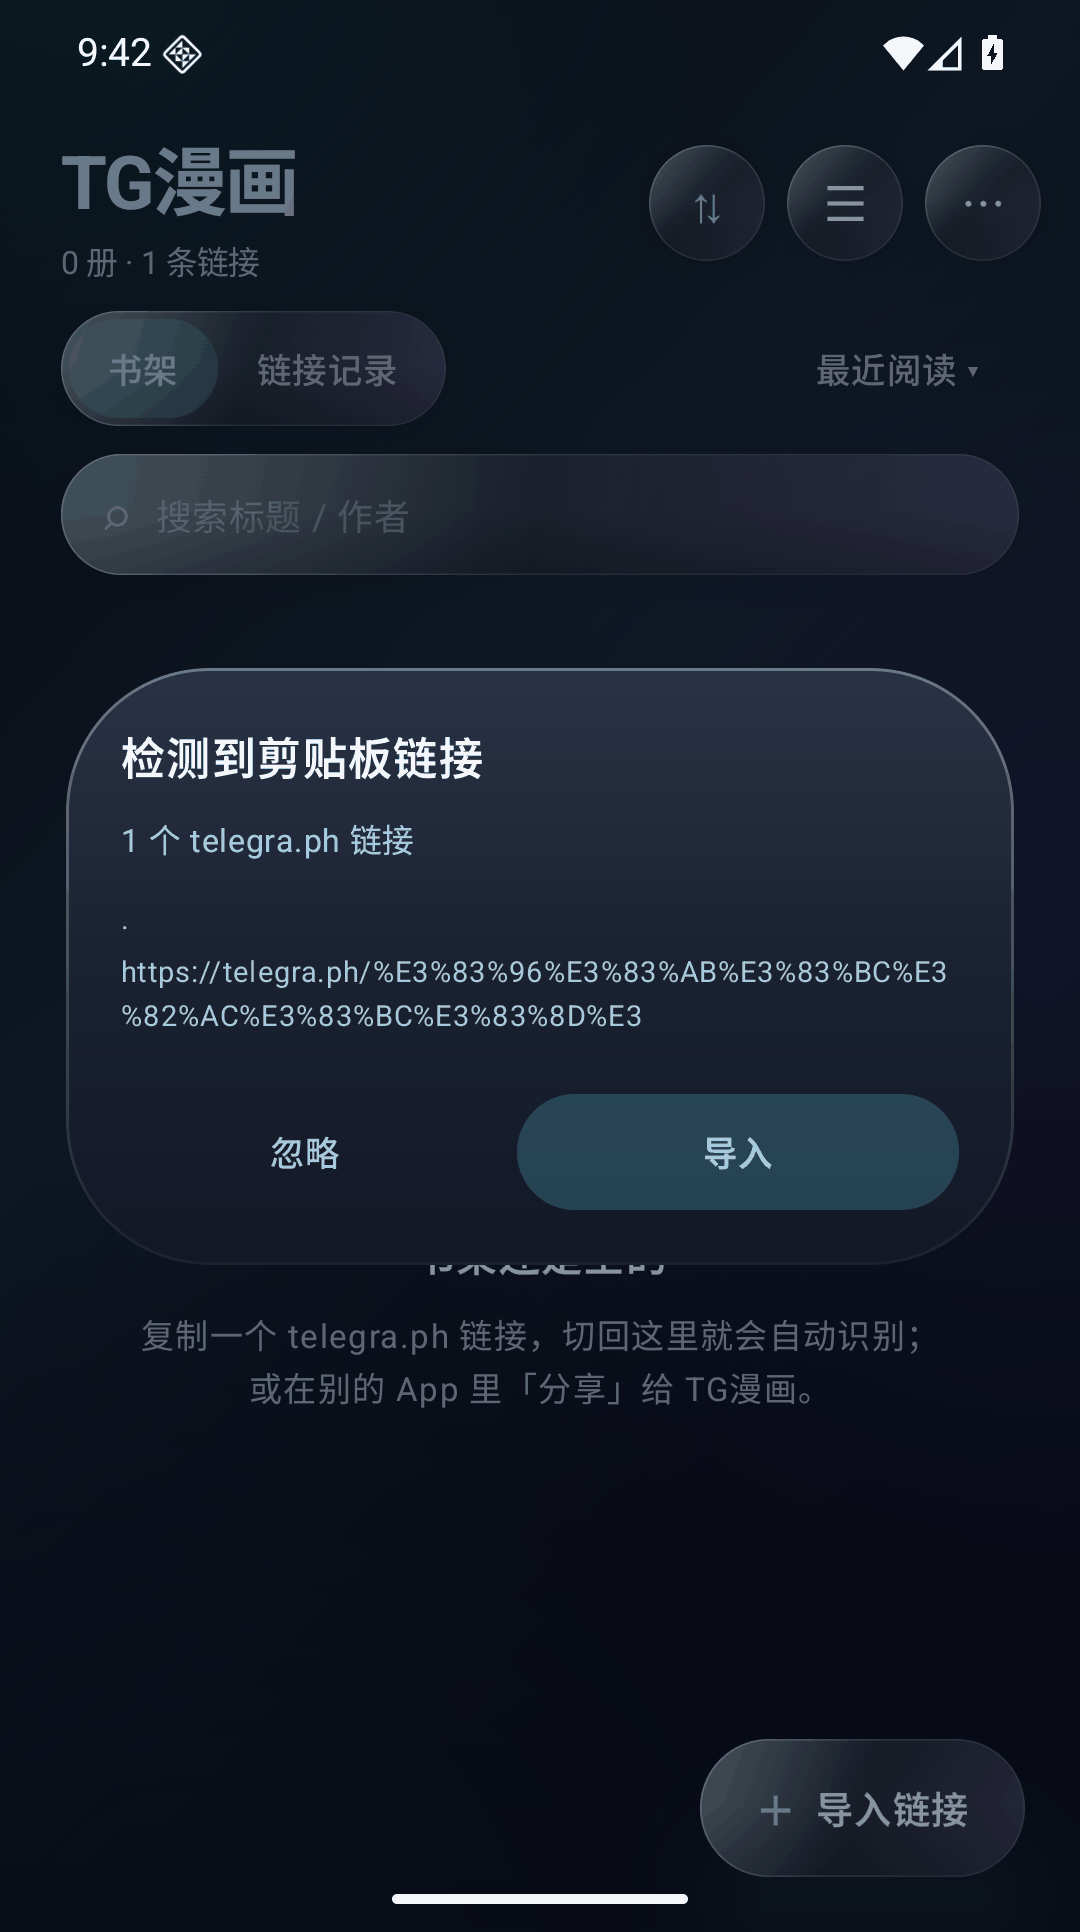 9:42
TG漫画
0 册 · 1 条链接
书架
链接记录
最近阅读 ▾
搜索标题 / 作者
检测到剪贴板链接
1 个 telegra.ph 链接
·
https://telegra.ph/%E3%83%96%E3%83%AB%E3%83%BC%E3
%82%AC%E3%83%BC%E3%83%8D%E3
忽略
导入
复制一个 telegra.ph 链接，切回这里就会自动识别；
或在别的 App 里「分享」给 TG漫画。
＋ 导入链接